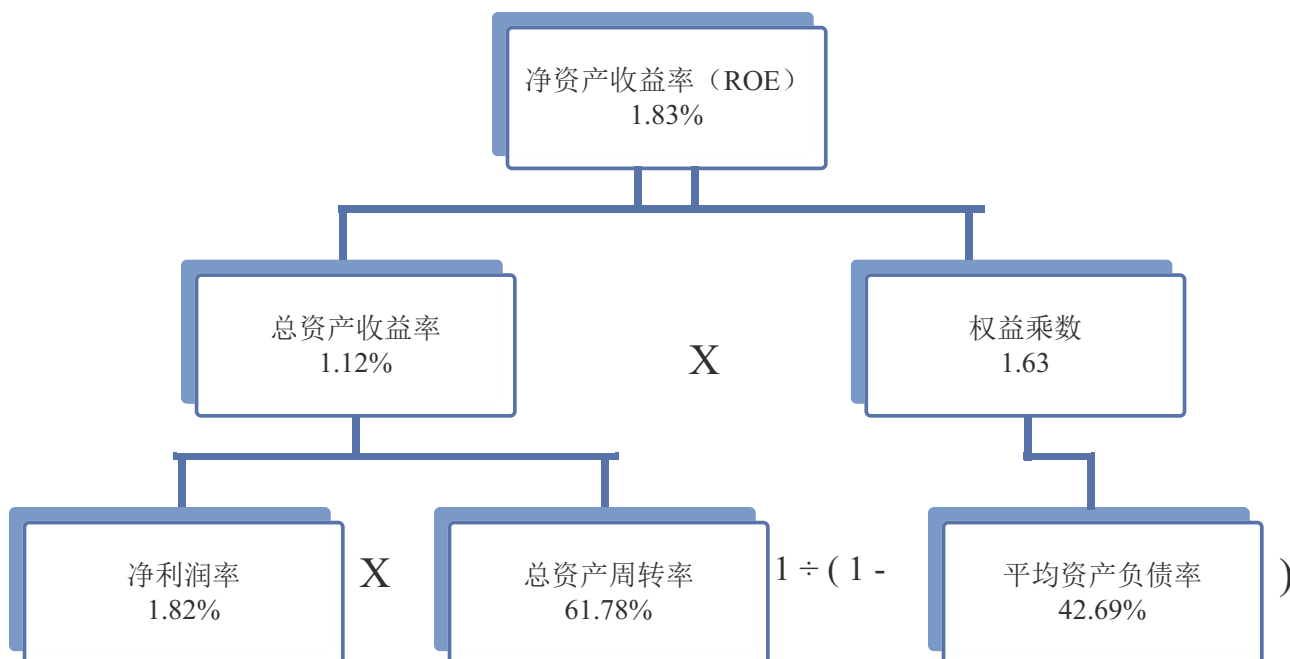 净资产收益率（ROE）
1.83%
总资产收益率
1.12%
X
权益乘数
1.63
净利润率
1.82%
X
总资产周转率
61.78%
1 ÷ ( 1 -
平均资产负债率
42.69%
)